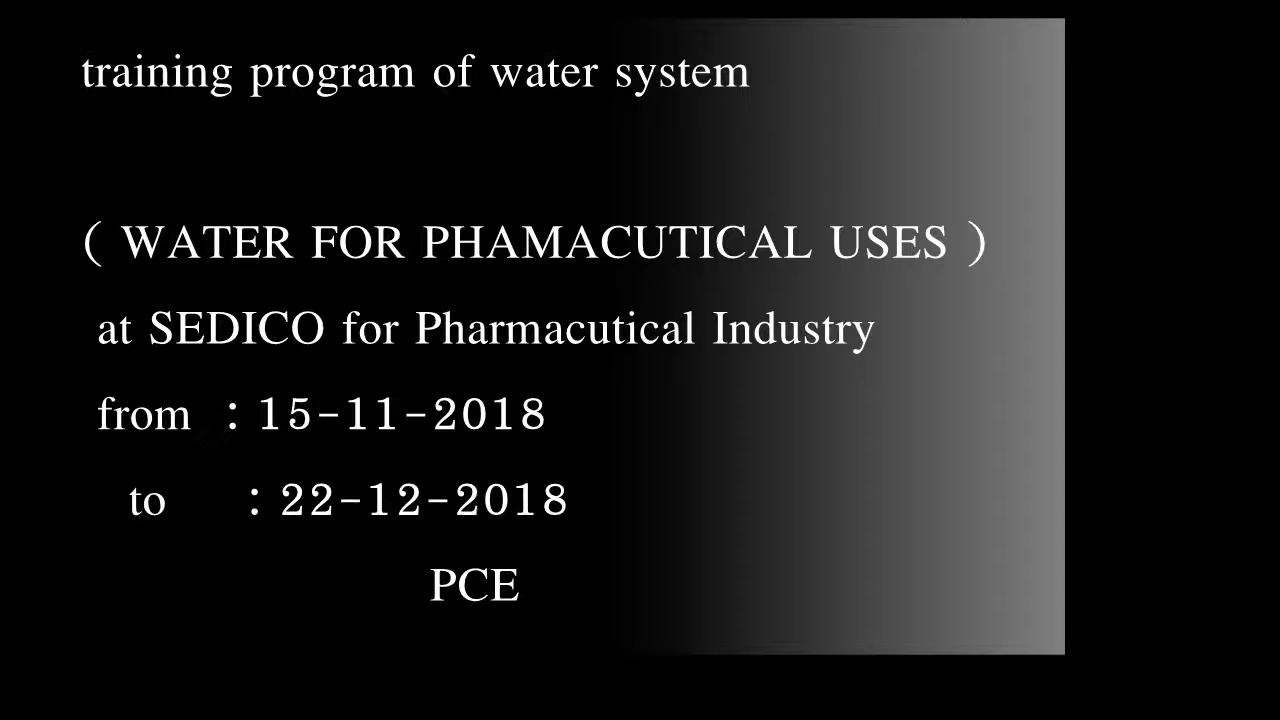 training program of water system
( WATER FOR PHAMACUTICAL USES )
at SEDICO for Pharmacutical Industry
from : 15-11-2018
to : 22-12-2018
PCE